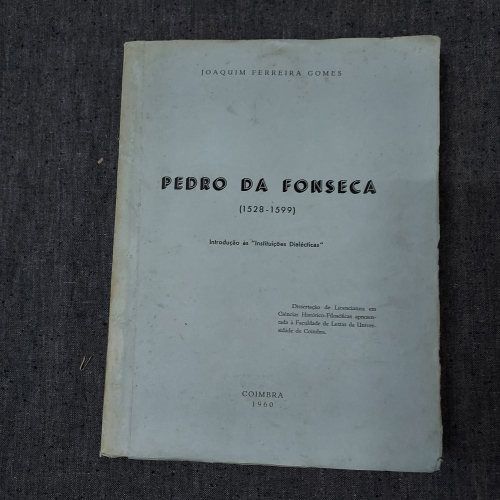 JOAQUIM FERREIRA GOMES
PEDRO DA FONSECA
(1528-1599)
Introdução às "Instituições Dialécticas"
Dissertação de Licenciatura em
Ciências Histórico-Filosóficas apresen-
tada à Faculdade de Letras da Univer-
sidade de Coimbra.
COIMBRA
1960